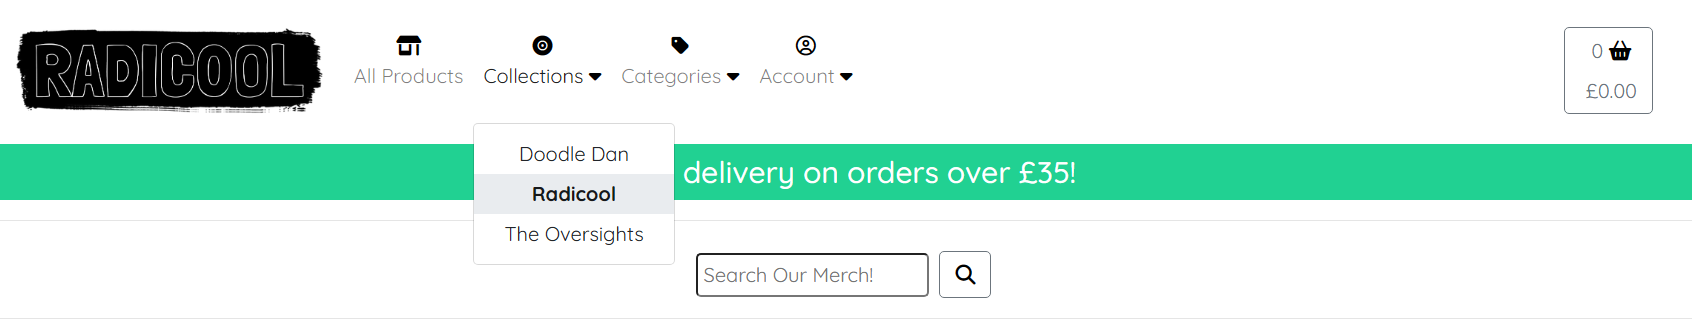 RADICOOL
All Products
Collections
Categories
Account
0
£0.00
Doodle Dan
Radicool
The Oversights
delivery on orders over £35!
Search Our Merch!